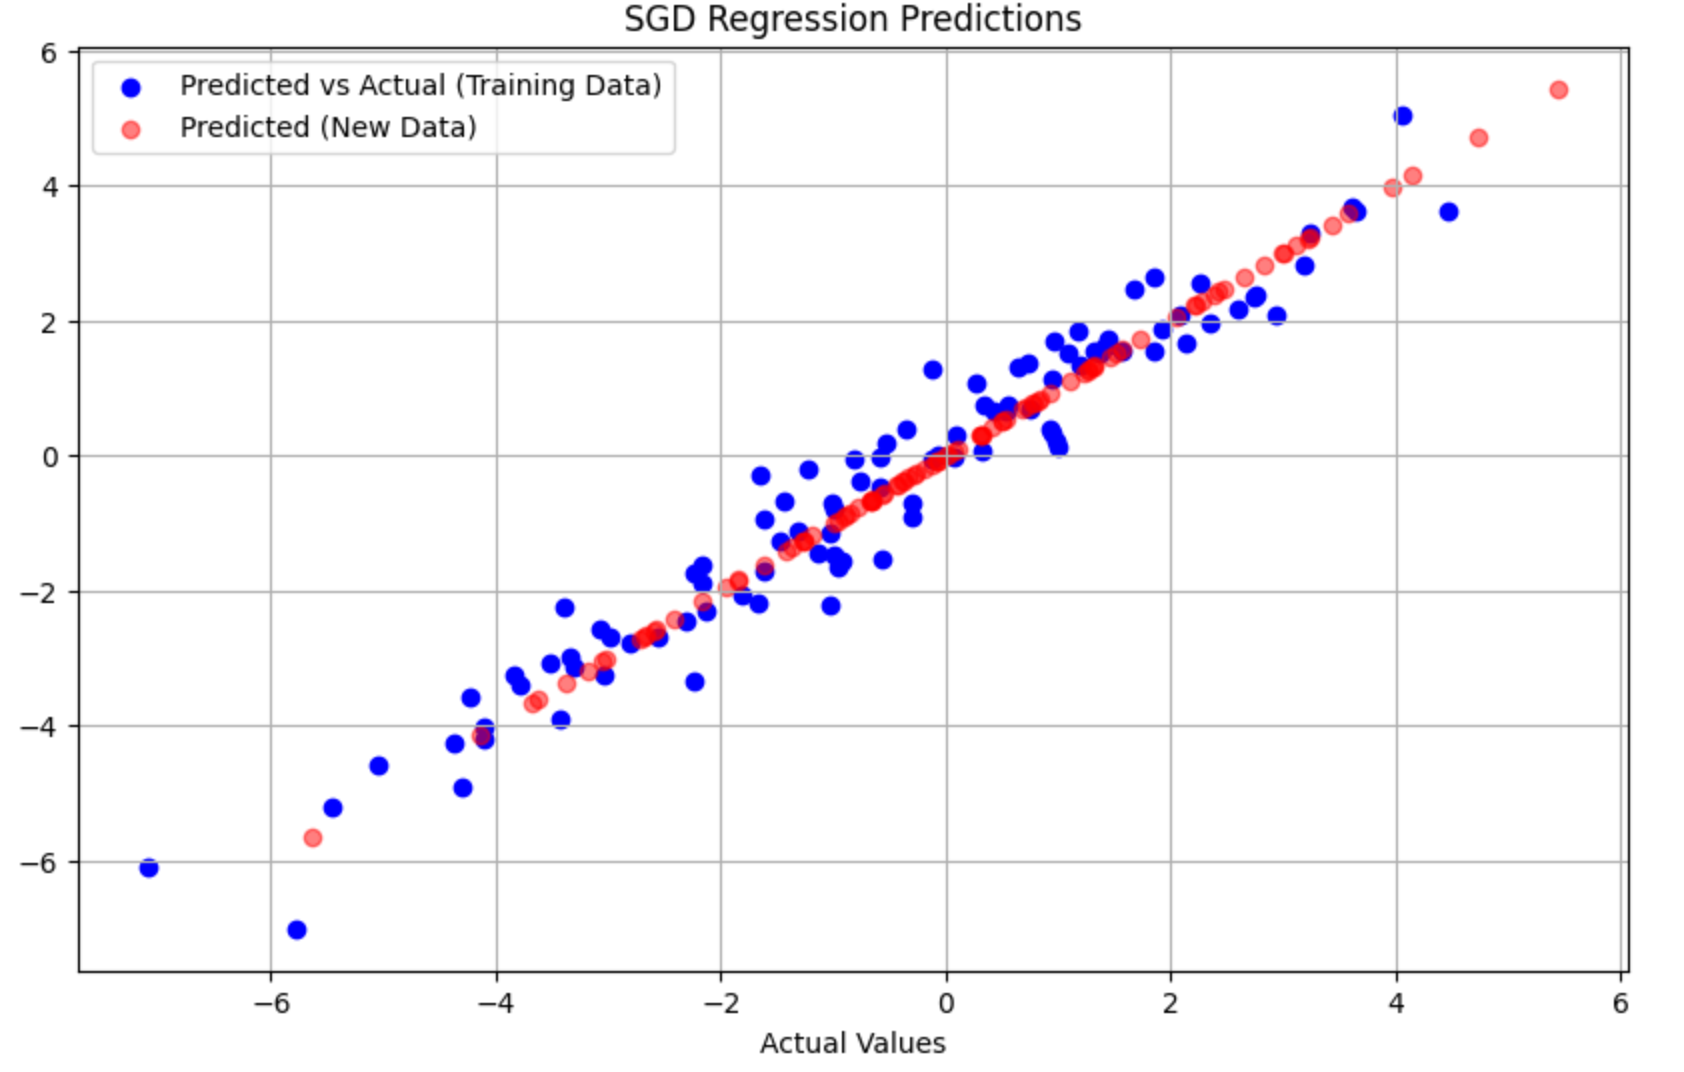 SGD Regression Predictions
6
Predicted vs Actual (Training Data)
Predicted (New Data)
4
2
0
−2
−4
−6
−6 −4 −2 0 2 4 6
Actual Values